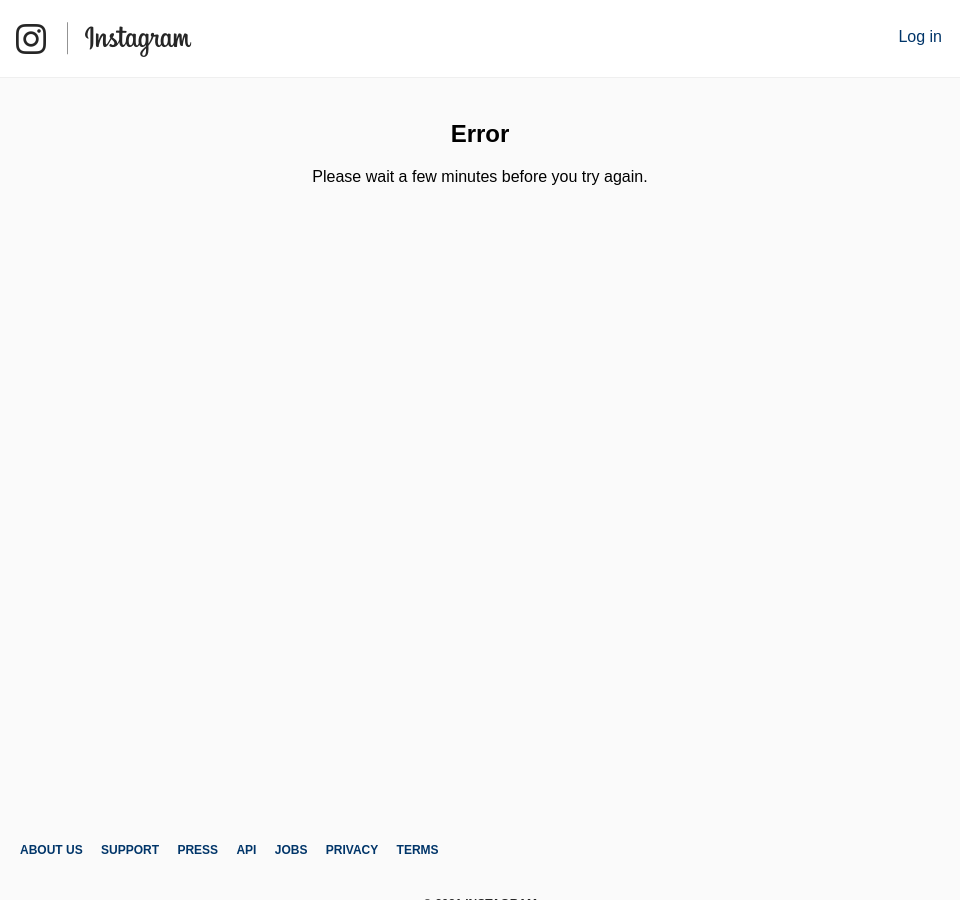 Instagram
Log in
Error
Please wait a few minutes before you try again.
ABOUT US SUPPORT PRESS API JOBS PRIVACY TERMS